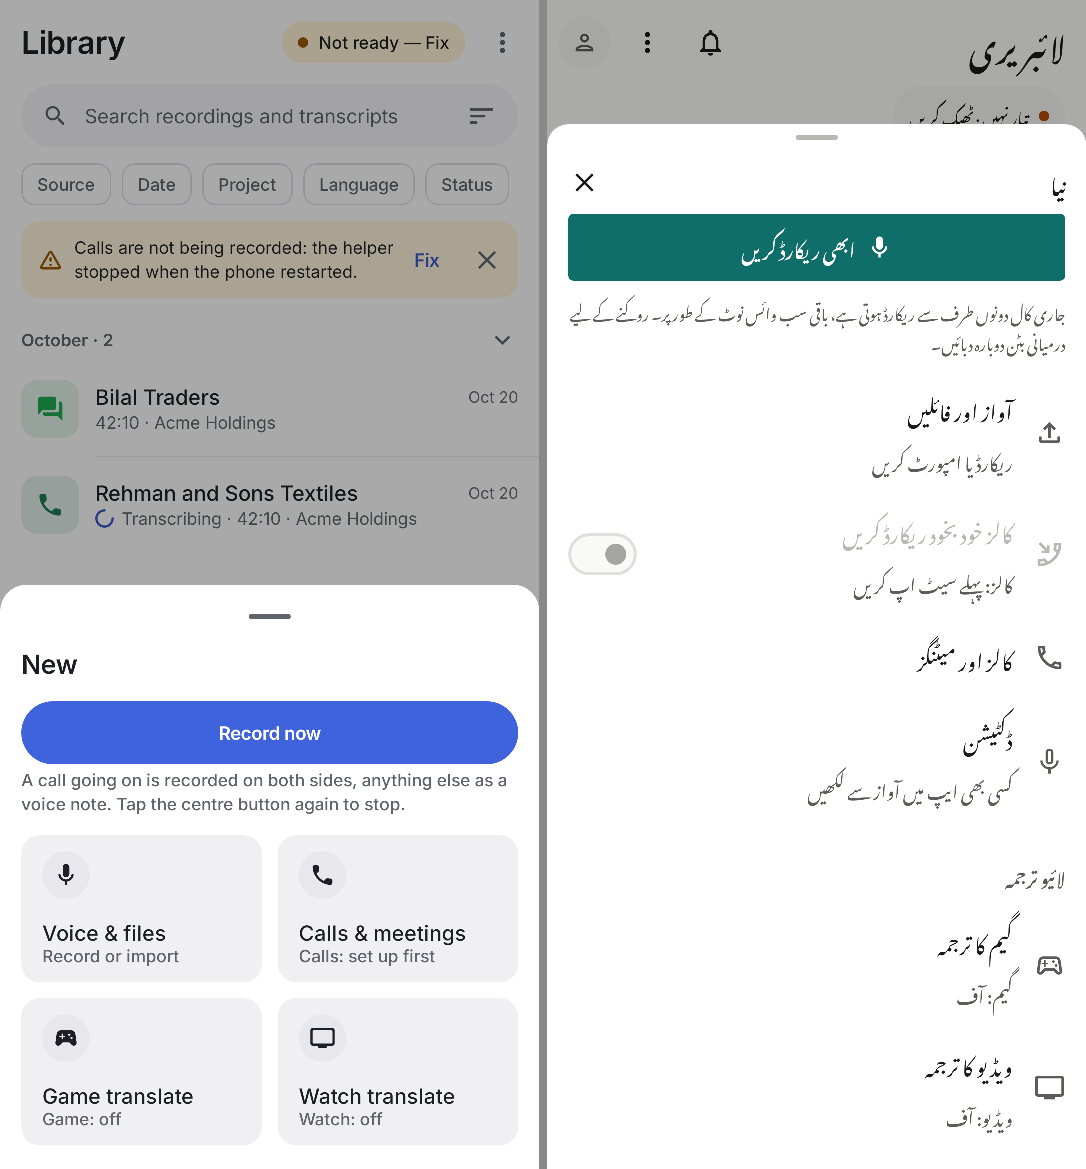 Library
Not ready — Fix
Search recordings and transcripts
Source
Date
Project
Language
Status
Calls are not being recorded: the helper
stopped when the phone restarted.
Fix
October · 2
Bilal Traders
Oct 20
42:10 · Acme Holdings
Rehman and Sons Textiles
Oct 20
Transcribing · 42:10 · Acme Holdings
New
Record now
A call going on is recorded on both sides, anything else as a
voice note. Tap the centre button again to stop.
Voice & files
Record or import
Calls & meetings
Calls: set up first
Game translate
Game: off
Watch translate
Watch: off
لائبریری
تیار نہیں: ٹھیک کریں
نیا
ابھی ریکارڈ کریں
جاری کال دونوں طرف سے ریکارڈ ہوتی ہے، باقی سب وائس نوٹ کے طور پر۔ روکنے کے لیے
درمیانی بٹن دوبارہ دبائیں۔
آواز اور فائلیں
ریکارڈ یا امپورٹ کریں
کالز خود بخود ریکارڈ کریں
کالز: پہلے سیٹ اپ کریں
کالز اور میٹنگز
ڈکٹیشن
کسی بھی ایپ میں آواز سے لکھیں
لائیو ترجمہ
گیم کا ترجمہ
گیم: آف
ویڈیو کا ترجمہ
ویڈیو: آف